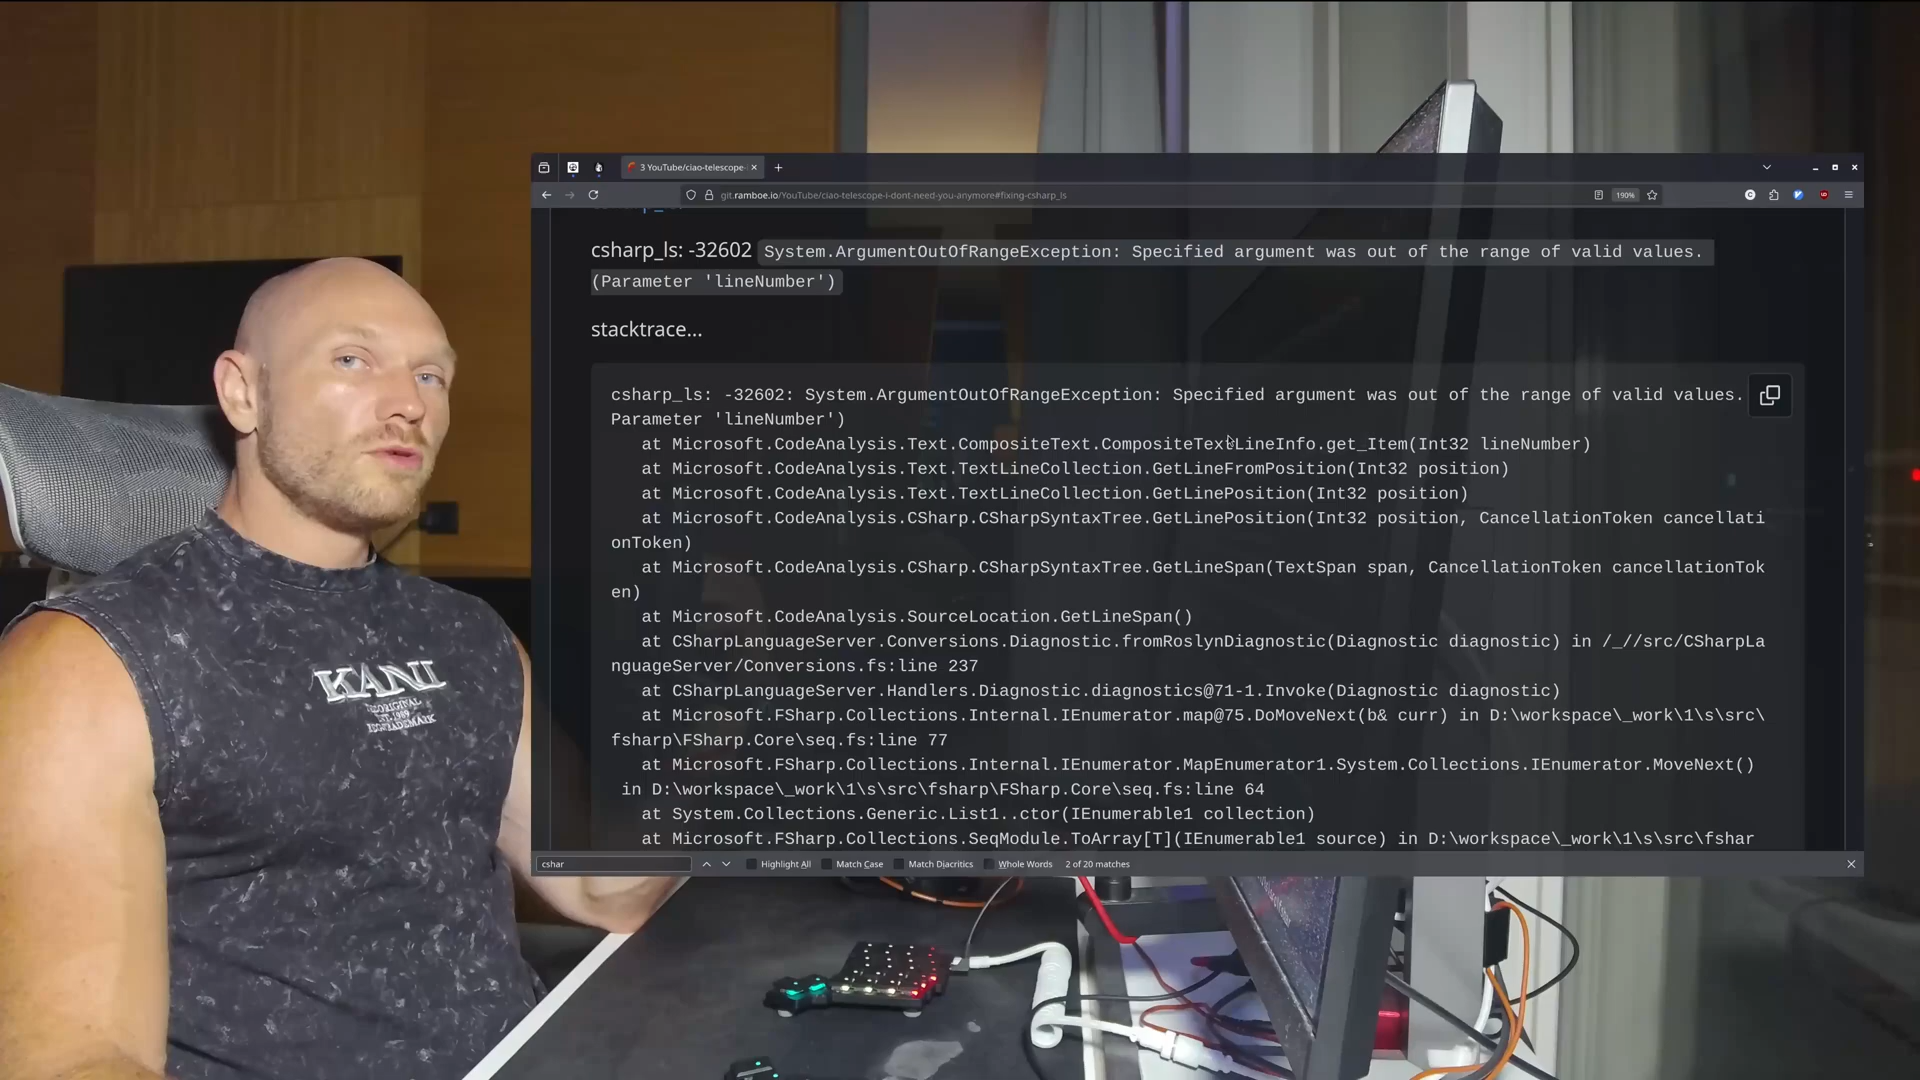 3 YouTube/ciao-telescope-
git.ramboe.io/YouTube/ciao-telescope-i-dont-need-you-anymore#fixing-csharp_ls
190%
csharp_ls: -32602 System.ArgumentOutOfRangeException: Specified argument was out of the range of valid values.
(Parameter 'lineNumber')
stacktrace...
csharp_ls: -32602: System.ArgumentOutOfRangeException: Specified argument was out of the range of valid values.
Parameter 'lineNumber')
at Microsoft.CodeAnalysis.Text.CompositeText.CompositeTextLineInfo.get_Item(Int32 lineNumber)
at Microsoft.CodeAnalysis.Text.TextLineCollection.GetLineFromPosition(Int32 position)
at Microsoft.CodeAnalysis.Text.TextLineCollection.GetLinePosition(Int32 position)
at Microsoft.CodeAnalysis.CSharp.CSharpSyntaxTree.GetLinePosition(Int32 position, CancellationToken cancellati
onToken)
at Microsoft.CodeAnalysis.CSharp.CSharpSyntaxTree.GetLineSpan(TextSpan span, CancellationToken cancellationTok
en)
at Microsoft.CodeAnalysis.SourceLocation.GetLineSpan()
at CSharpLanguageServer.Conversions.Diagnostic.fromRoslynDiagnostic(Diagnostic diagnostic) in /_//src/CSharpLa
nguageServer/Conversions.fs:line 237
at CSharpLanguageServer.Handlers.Diagnostic.diagnostics@71-1.Invoke(Diagnostic diagnostic)
at Microsoft.FSharp.Collections.Internal.IEnumerator.map@75.DoMoveNext(b& curr) in D:\workspace\_work\1\s\src\
fsharp\FSharp.Core\seq.fs:line 77
at Microsoft.FSharp.Collections.Internal.IEnumerator.MapEnumerator1.System.Collections.IEnumerator.MoveNext()
in D:\workspace\_work\1\s\src\fsharp\FSharp.Core\seq.fs:line 64
at System.Collections.Generic.List1..ctor(IEnumerable1 collection)
at Microsoft.FSharp.Collections.SeqModule.ToArray[T](IEnumerable1 source) in D:\workspace\_work\1\s\src\fshar
cshar
Highlight All
Match Case
Match Diacritics
Whole Words
2 of 20 matches
KANI